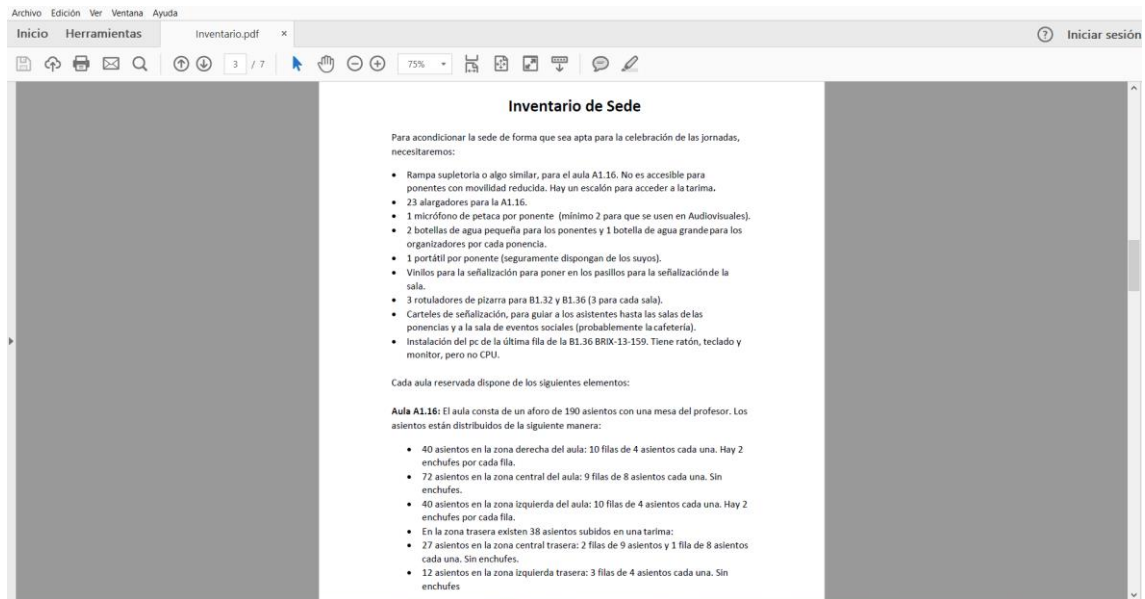 Archivo Edición Ver Ventana Ayuda
Inicio Herramientas Inventario.pdf × ? Iniciar sesión
3 / 7 75%
Inventario de Sede
Para acondicionar la sede de forma que sea apta para la celebración de las jornadas,
necesitaremos:
• Rampa supletoria o algo similar, para el aula A1.16. No es accesible para
ponentes con movilidad reducida. Hay un escalón para acceder a la tarima.
• 23 alargadores para la A1.16.
• 1 micrófono de petaca por ponente (mínimo 2 para que se usen en Audiovisuales).
• 2 botellas de agua pequeña para los ponentes y 1 botella de agua grandepara los
organizadores por cada ponencia.
• 1 portátil por ponente (seguramente dispongan de los suyos).
• Vinilos para la señalización para poner en los pasillos para la señalizaciónde la
sala.
• 3 rotuladores de pizarra para B1.32 y B1.36 (3 para cada sala).
• Carteles de señalización, para guiar a los asistentes hasta las salas delas
ponencias y a la sala de eventos sociales (probablemente lacafetería).
• Instalación del pc de la última fila de la B1.36 BRIX-13-159. Tiene ratón, teclado y
monitor, pero no CPU.
Cada aula reservada dispone de los siguientes elementos:
Aula A1.16: El aula consta de un aforo de 190 asientos con una mesa del profesor. Los
asientos están distribuidos de la siguiente manera:
• 40 asientos en la zona derecha del aula: 10 filas de 4 asientos cada una. Hay 2
enchufes por cada fila.
• 72 asientos en la zona central del aula: 9 filas de 8 asientos cada una. Sin
enchufes.
• 40 asientos en la zona izquierda del aula: 10 filas de 4 asientos cada una. Hay 2
enchufes por cada fila.
• En la zona trasera existen 38 asientos subidos en una tarima:
• 27 asientos en la zona central trasera: 2 filas de 9 asientos y 1 fila de 8 asientos
cada una. Sin enchufes.
• 12 asientos en la zona izquierda trasera: 3 filas de 4 asientos cada una. Sin
enchufes